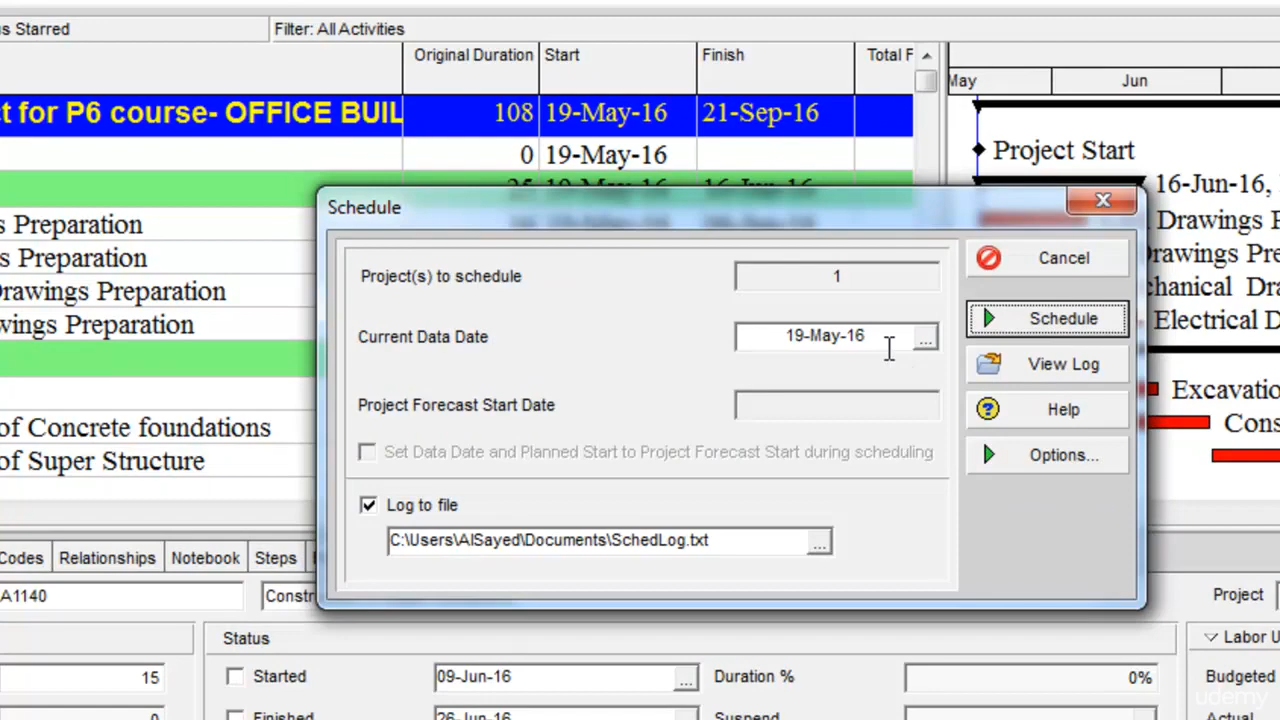 us Starred
Filter: All Activities
Original Duration Start Finish Total F
May Jun
ct for P6 course- OFFICE BUIL 108 19-May-16 21-Sep-16
0 19-May-16
Project Start
16-Jun-16,
Schedule
s Preparation
Drawings P
s Preparation
Drawings Pre
rawings Preparation
chanical Dra
wings Preparation
Electrical D
Project(s) to schedule 1
Cancel
Current Data Date 19-May-16 ...
Schedule
View Log
Project Forecast Start Date
Help
Excavatio
of Concrete foundations
Cons
Set Data Date and Planned Start to Project Forecast Start during scheduling
Options...
of Super Structure
Log to file
C:\Users\AlSayed\Documents\SchedLog.txt ...
Codes Relationships Notebook Steps
A1140 Constr
Project
Status
Labor U
15
Started 09-Jun-16 ... Duration % 0%
Budgeted
Finished 26-Jun-16 Suspend
Actual
udemy